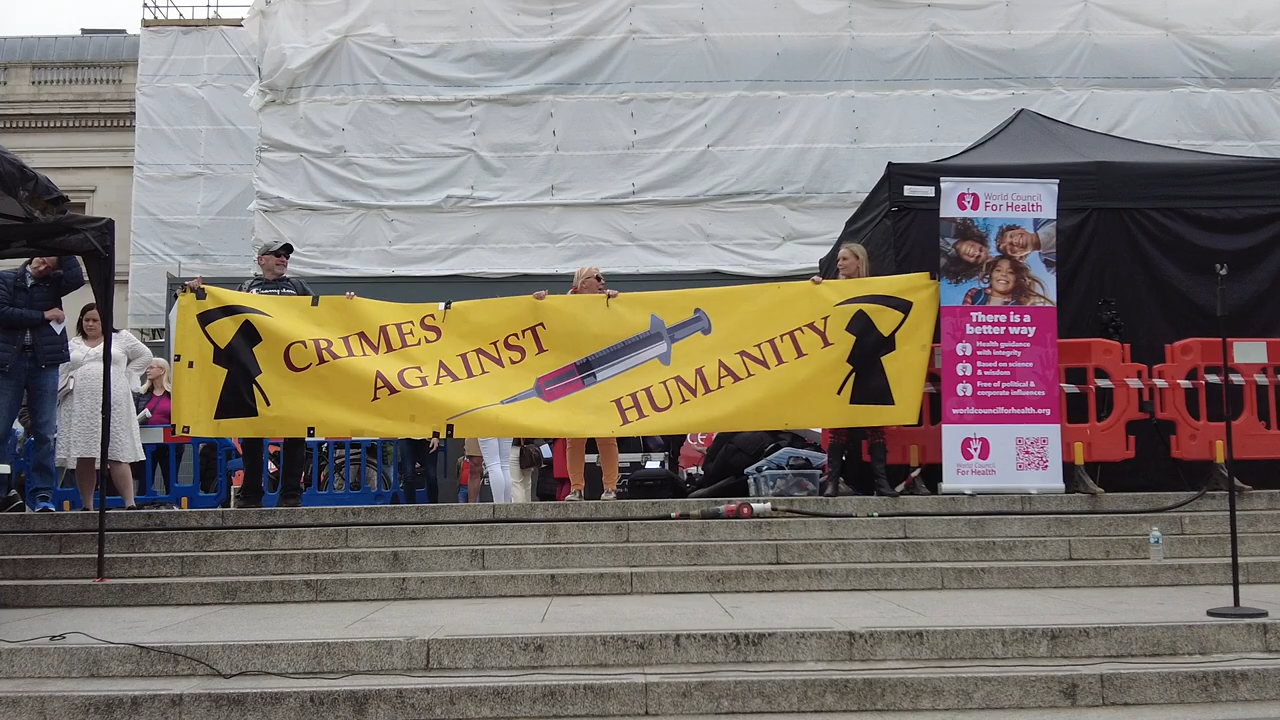 CRIMES
AGAINST
HUMANITY
World Council
For Health
There is a
better way
Health guidance
with integrity
Based on science
& wisdom
Free of political &
corporate influences
worldcouncilforhealth.org
World Council
For Health